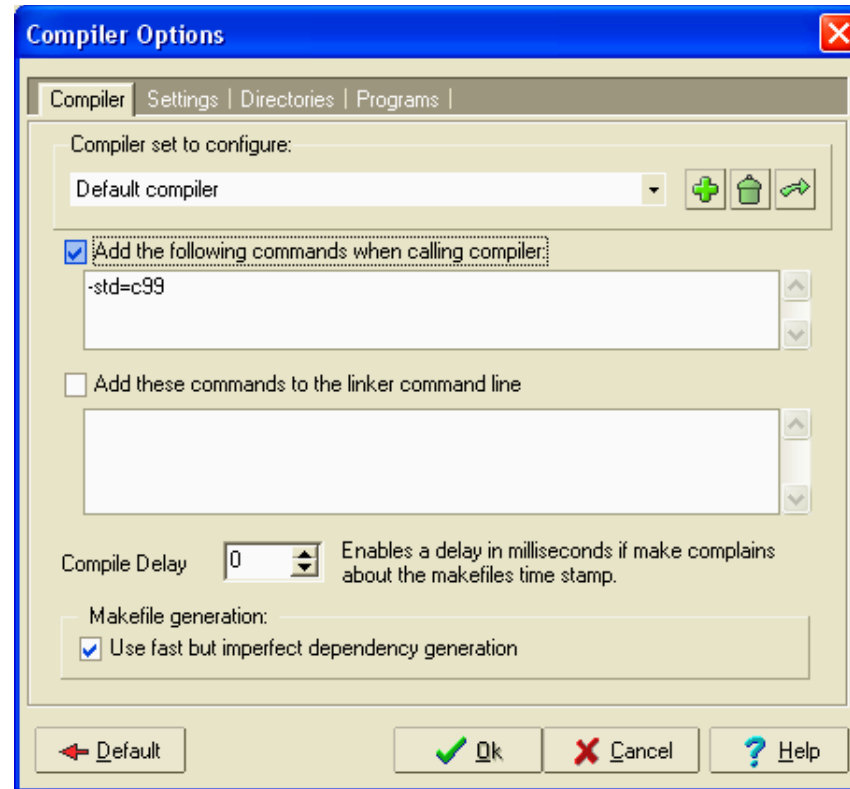 Compiler Options
Compiler Settings | Directories | Programs |
Compiler set to configure:
Default compiler
Add the following commands when calling compiler:
-std=c99
Add these commands to the linker command line
Compile Delay 0 Enables a delay in milliseconds if make complains
about the makefiles time stamp.
Makefile generation:
Use fast but imperfect dependency generation
Default Ok Cancel Help